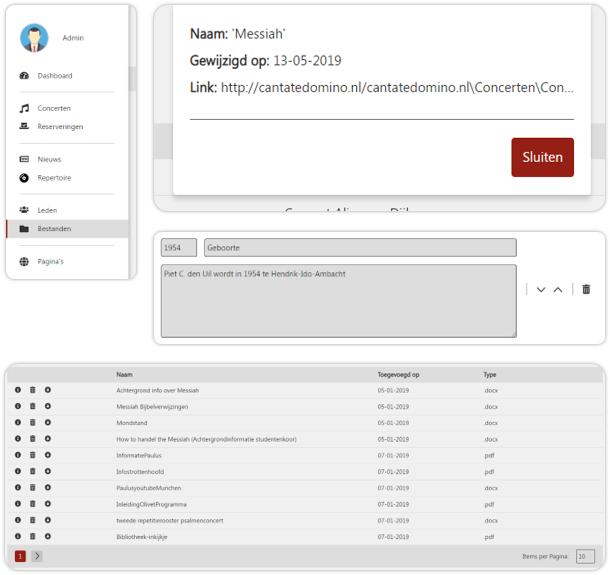 Admin
Dashboard
Concerten
Reserveringen
Nieuws
Repertoire
Leden
Bestanden
Pagina's
Naam: 'Messiah'
Gewijzigd op: 13-05-2019
Link: http://cantatedomino.nl/cantatedomino.nl\Concerten\Con...
Sluiten
1954 Geboorte
Piet C. den Uil wordt in 1954 te Hendrik-Ido-Ambacht
Naam Toegevoegd op Type
Achtergrond info over Messiah 05-01-2019 .docx
Messiah Bijbelverwijzingen 05-01-2019 .docx
Mondstand 05-01-2019 .docx
How to handel the Messiah (Achtergrondinformatie studentenkoor) 05-01-2019 .docx
InformatiePaulus 07-01-2019 .pdf
Infostrottenhoofd 07-01-2019 .pdf
PaulusyoutubeMunchen 07-01-2019 .docx
InleidingOlivetProgramma 07-01-2019 .pdf
tweede repetitierooster psalmenconcert 07-01-2019 .pdf
Bibliotheek-inkijkje 07-01-2019 .pdf
1 Items per Pagina: 10